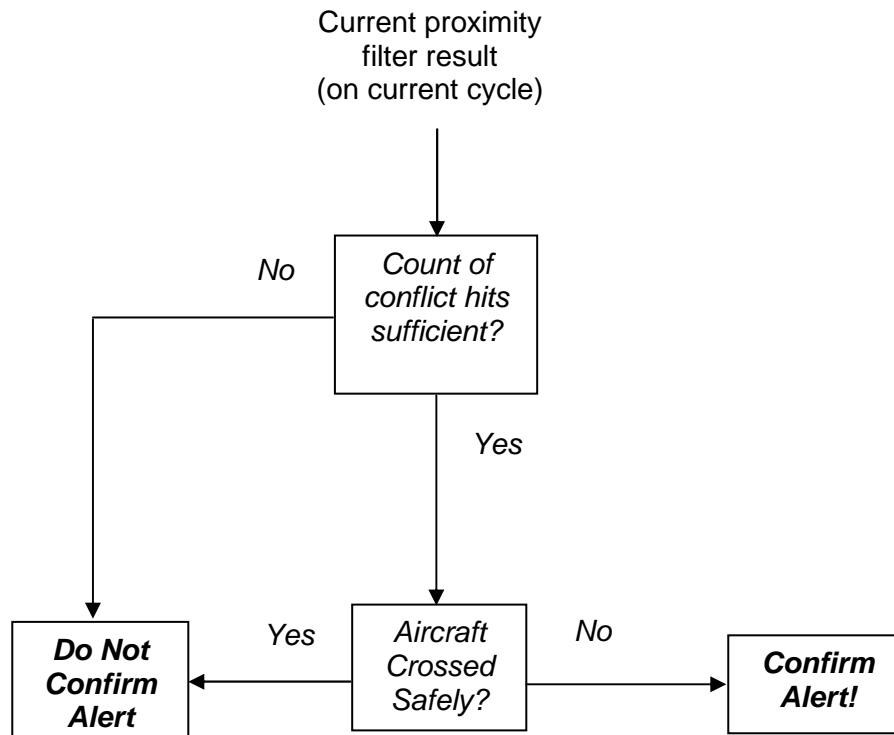 Current proximity
filter result
(on current cycle)
No
Count of
conflict hits
sufficient?
Yes
Do Not
Confirm
Alert
Yes
Aircraft
Crossed
Safely?
No
Confirm
Alert!